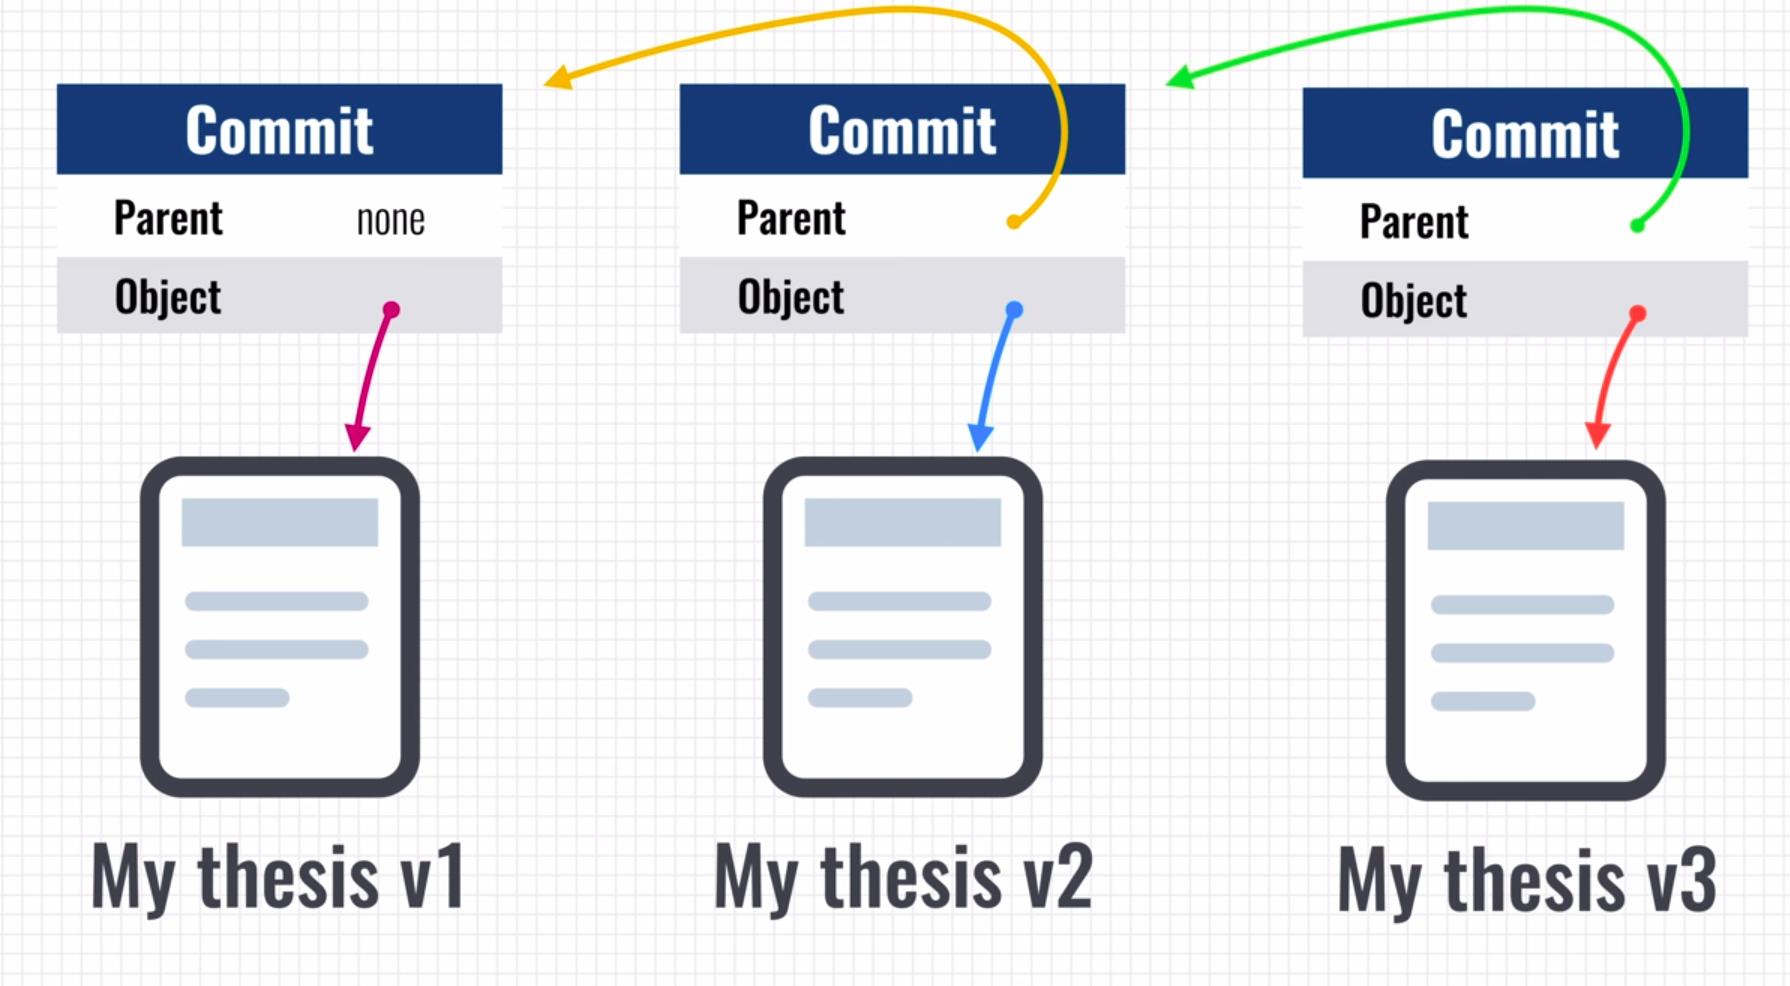 Commit
Parent none
Object
My thesis v1
Commit
Parent
Object
My thesis v2
Commit
Parent
Object
My thesis v3